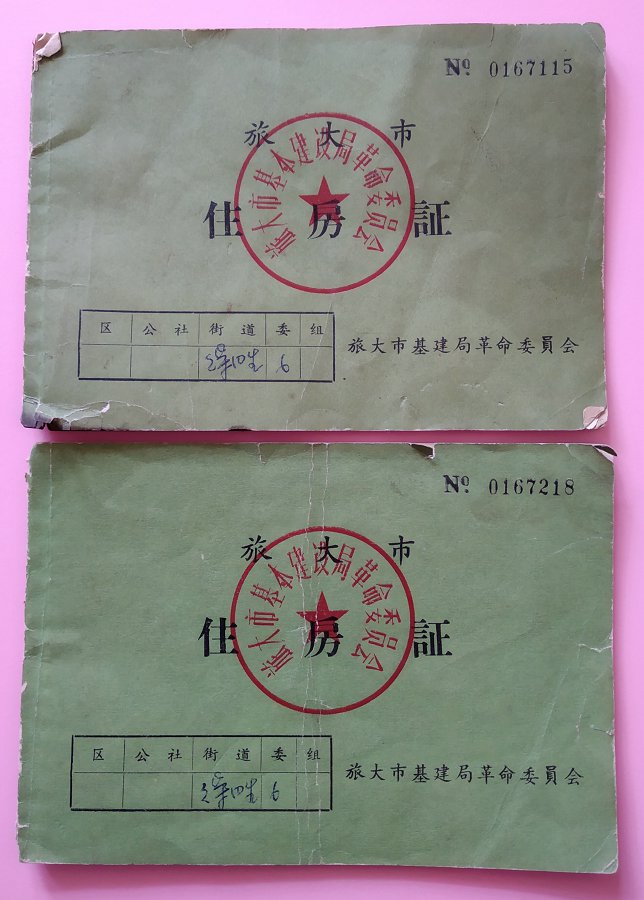 Nº 0167115
旅大市
旅大市基本建设局革命委员会
住房証
区 公社 街道 委 组
6
旅大市基建局革命委員会
Nº 0167218
旅大市
旅大市基本建设局革命委员会
住房証
区 公社 街道 委 组
6
旅大市基建局革命委員会